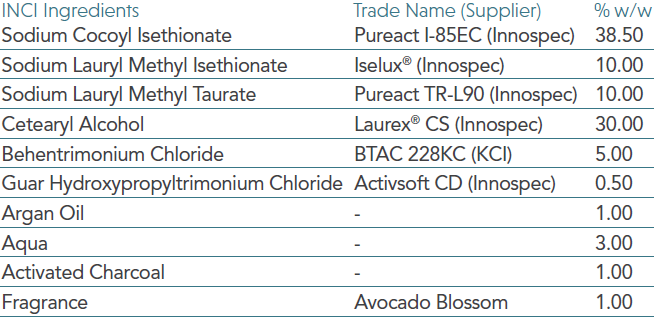 INCI Ingredients Trade Name (Supplier) % w/w
Sodium Cocoyl Isethionate Pureact I-85EC (Innospec) 38.50
Sodium Lauryl Methyl Isethionate Iselux® (Innospec) 10.00
Sodium Lauryl Methyl Taurate Pureact TR-L90 (Innospec) 10.00
Cetearyl Alcohol Laurex® CS (Innospec) 30.00
Behentrimonium Chloride BTAC 228KC (KCI) 5.00
Guar Hydroxypropyltrimonium Chloride Activsoft CD (Innospec) 0.50
Argan Oil - 1.00
Aqua - 3.00
Activated Charcoal - 1.00
Fragrance Avocado Blossom 1.00